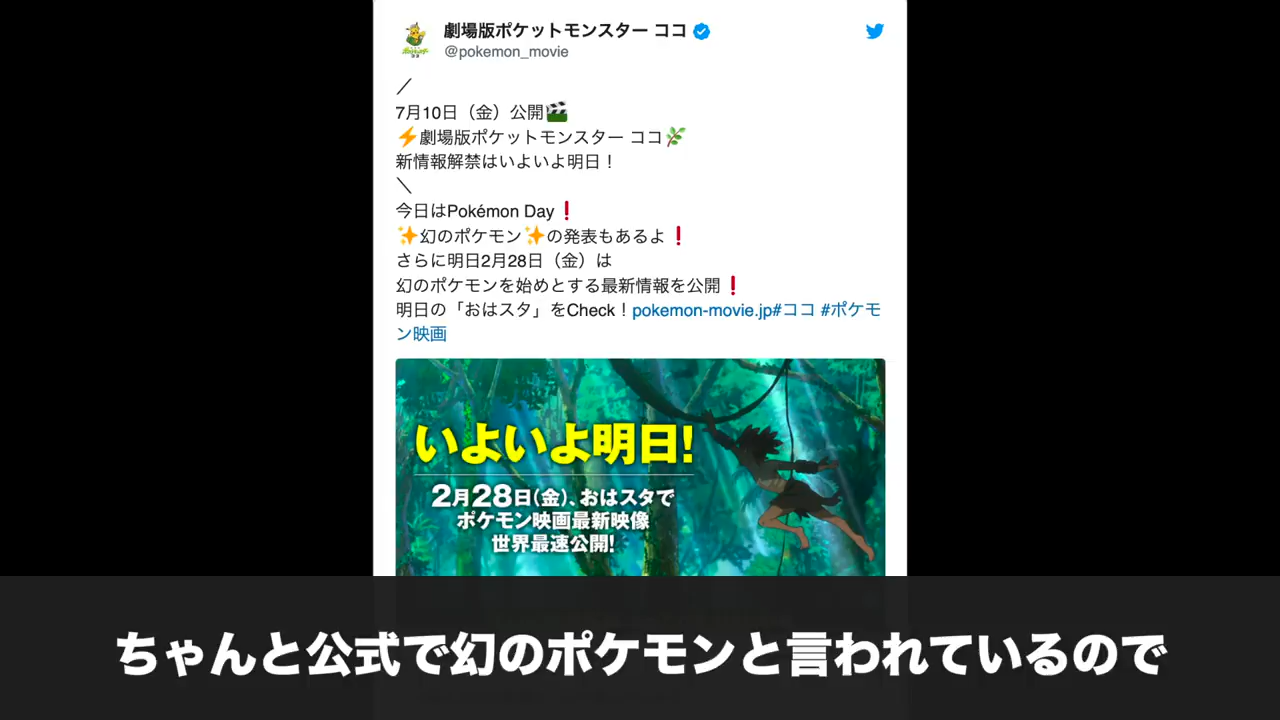 劇場版ポケットモンスター ココ
@pokemon_movie
／
7月10日（金）公開🎬
⚡劇場版ポケットモンスター ココ🌿
新情報解禁はいよいよ明日！
＼
今日はPokémon Day❗
✨幻のポケモン✨の発表もあるよ❗
さらに明日2月28日（金）は
幻のポケモンを始めとする最新情報を公開❗
明日の「おはスタ」をCheck！pokemon-movie.jp#ココ #ポケモ
ン映画
いよいよ明日!
2月28日(金)、おはスタで
ポケモン映画最新映像
世界最速公開!
ちゃんと公式で幻のポケモンと言われているので